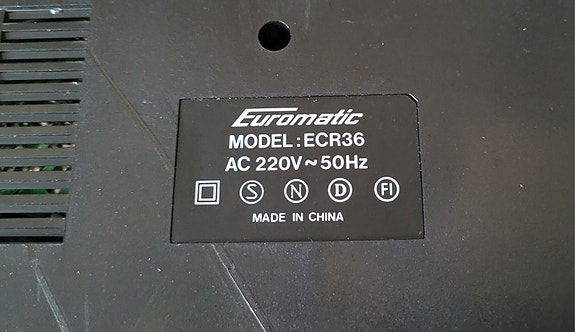 Euromatic
MODEL: ECR36
AC 220V~50Hz
S N D FI
MADE IN CHINA